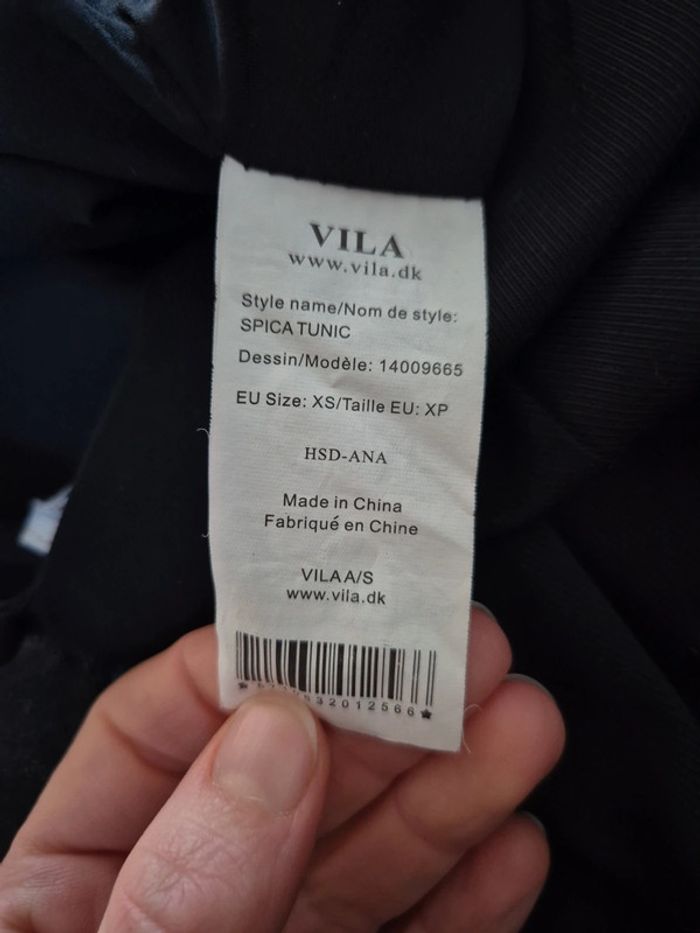 VILA
www.vila.dk
Style name/Nom de style:
SPICA TUNIC
Dessin/Modèle: 14009665
EU Size: XS/Taille EU: XP
HSD-ANA
Made in China
Fabriqué en Chine
VILA A/S
www.vila.dk